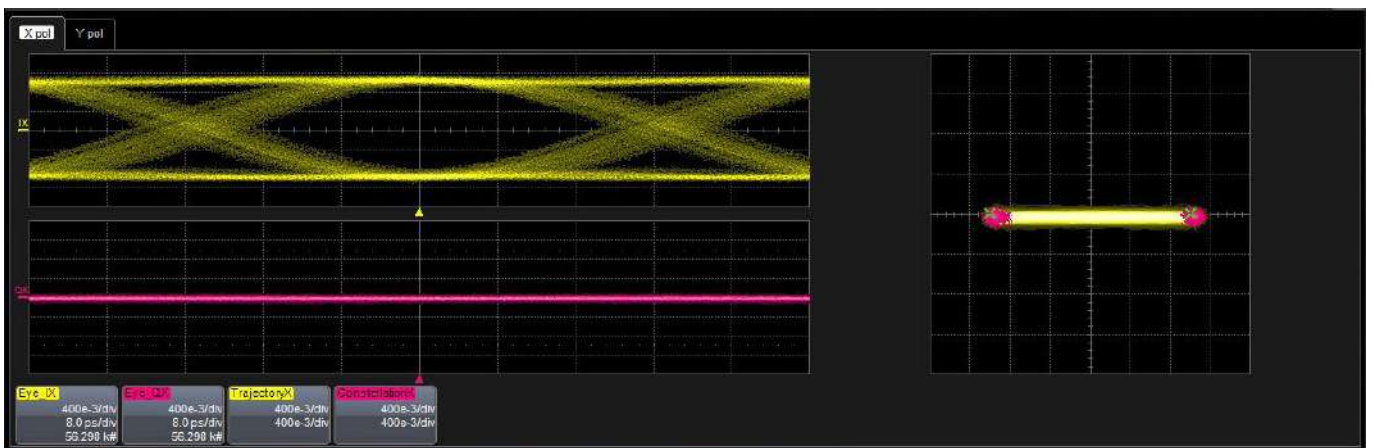 X pol Y pol
IX
QX
Eye_IX Eye_QX TrajectoryX ConstellationX
400e-3/div 400e-3/div 400e-3/div 400e-3/div
8.0 ps/div 8.0 ps/div 400e-3/div 400e-3/div
56.298 k# 56.298 k#